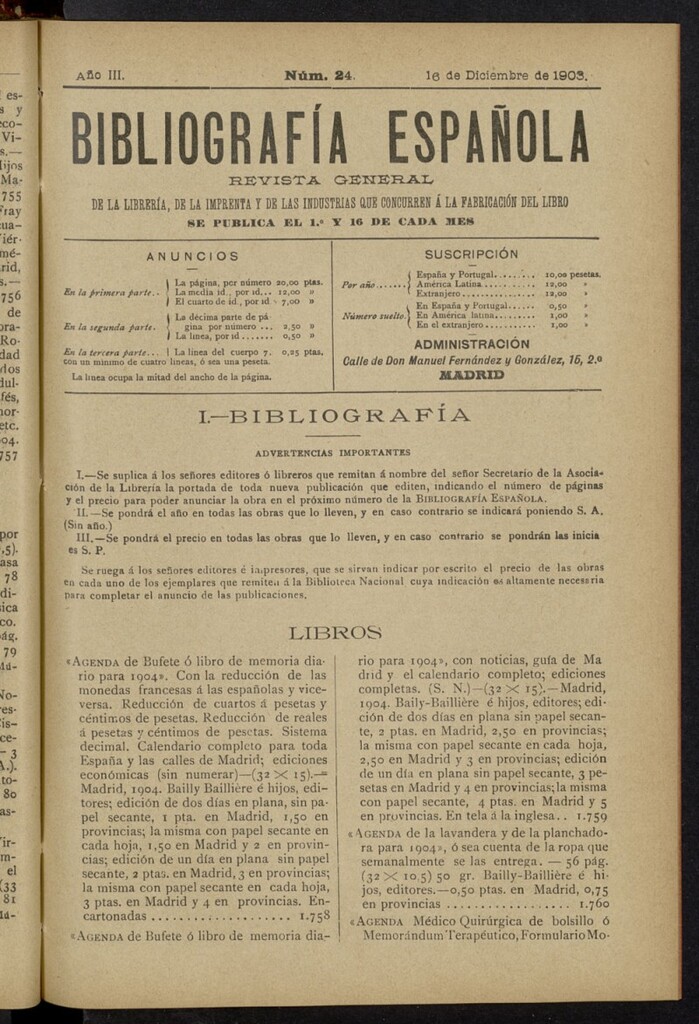 Año III.
Núm. 24.
16 de Diciembre de 1903.
BIBLIOGRAFÍA ESPAÑOLA
REVISTA GENERAL
DE LA LIBRERÍA, DE LA IMPRENTA Y DE LAS INDUSTRIAS QUE CONCURREN Á LA FABRICACIÓN DEL LIBRO
SE PUBLICA EL 1.º Y 16 DE CADA MES
ANUNCIOS
En la primera parte..
La página, por número 20,00 ptas.
La media id., por id... 12,00 »
El cuarto de id., por id - 7,00 »
En la segunda parte.
La décima parte de pá
gina por número ... 2,50 »
La línea, por id....... 0,50 »
En la tercera parte... La línea del cuerpo 7, 0,25 ptas,
con un mínimo de cuatro líneas, ó sea una peseta.
La línea ocupa la mitad del ancho de la página.
SUSCRIPCIÓN
Por año.......
España y Portugal........ 10,00 pesetas.
América Latina........... 12,00 »
Extranjero............... 12,00 »
Número suelto.
En España y Portugal...... 0,50 »
En América latina......... 1,00 »
En el extranjero.......... 1,00 »
ADMINISTRACIÓN
Calle de Don Manuel Fernández y González, 15, 2.º
MADRID
I.—BIBLIOGRAFÍA
ADVERTENCIAS IMPORTANTES
I.—Se suplica á los señores editores ó libreros que remitan á nombre del señor Secretario de la Asocia-
ción de la Librería la portada de toda nueva publicación que editen, indicando el número de páginas
y el precio para poder anunciar la obra en el próximo número de la BIBLIOGRAFÍA ESPAÑOLA.
II.—Se pondrá el año en todas las obras que lo lleven, y en caso contrario se indicará poniendo S. A.
(Sin año.)
III.—Se pondrá el precio en todas las obras que lo lleven, y en caso contrario se pondrán las inicia
es S. P.
Se ruega á los señores editores é impresores, que se sirvan indicar por escrito el precio de las obras
en cada uno de los ejemplares que remiten á la Biblioteca Nacional cuya indicación es altamente necesaria
para completar el anuncio de las publicaciones.
LIBROS
«AGENDA de Bufete ó libro de memoria dia-
rio para 1904». Con la reducción de las
monedas francesas á las españolas y vice-
versa. Reducción de cuartos á pesetas y
céntimos de pesetas. Reducción de reales
á pesetas y céntimos de pesetas. Sistema
decimal. Calendario completo para toda
España y las calles de Madrid; ediciones
económicas (sin numerar)—(32 × 15).—
Madrid, 1904. Bailly Baillière é hijos, edi-
tores; edición de dos días en plana, sin pa-
pel secante, 1 pta. en Madrid, 1,50 en
provincias; la misma con papel secante en
cada hoja, 1,50 en Madrid y 2 en provin-
cias; edición de un día en plana sin papel
secante, 2 ptas. en Madrid, 3 en provincias;
la misma con papel secante en cada hoja,
3 ptas. en Madrid y 4 en provincias. En-
cartonadas .................. 1.758
«AGENDA de Bufete ó libro de memoria dia-
rio para 1904», con noticias, guía de Ma
drid y el calendario completo; ediciones
completas. (S. N.)—(32 × 15).—Madrid,
1904. Baily-Baillière é hijos, editores; edi-
ción de dos días en plana sin papel secan-
te, 2 ptas. en Madrid, 2,50 en provincias;
la misma con papel secante en cada hoja,
2,50 en Madrid y 3 en provincias; edición
de un día en plana sin papel secante, 3 pe-
setas en Madrid y 4 en provincias; la misma
con papel secante, 4 ptas. en Madrid y 5
en provincias. En tela á la inglesa.. 1.759
«AGENDA de la lavandera y de la planchado-
ra para 1904», ó sea cuenta de la ropa que
semanalmente se las entrega. — 56 pág.
(32 × 10,5) 50 gr. Bailly-Baillière é hi-
jos, editores.—0,50 ptas. en Madrid, 0,75
en provincias .................. 1.760
«AGENDA Médico Quirúrgica de bolsillo ó
Memorándum Terapéutico, Formulario Mo-